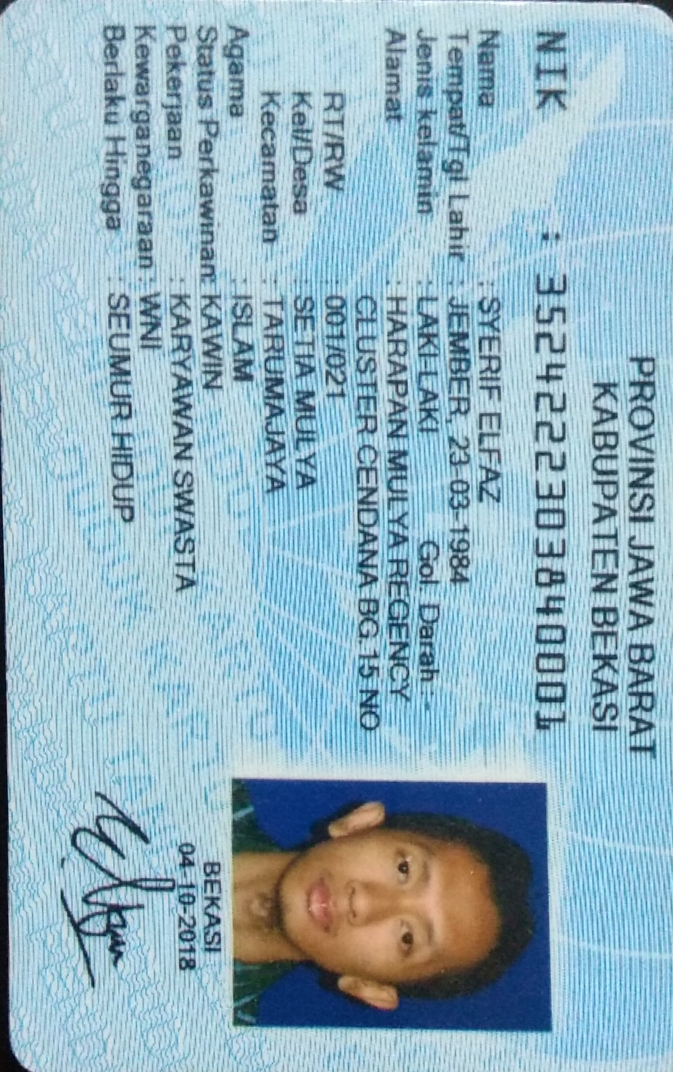 PROVINSI JAWA BARAT
KABUPATEN BEKASI
NIK : 3524222303840001
Nama : SYERIF ELFAZ
Tempat/Tgl Lahir : JEMBER, 23-03-1984
Jenis kelamin : LAKI-LAKI Gol. Darah :-
Alamat : HARAPAN MULYA REGENCY
CLUSTER CENDANA BG.15 NO
RT/RW : 001/021
Kel/Desa : SETIA MULYA
Kecamatan : TARUMAJAYA
Agama : ISLAM
Status Perkawinan: KAWIN
Pekerjaan : KARYAWAN SWASTA
Kewarganegaraan : WNI
Berlaku Hingga : SEUMUR HIDUP
BEKASI
04-10-2018